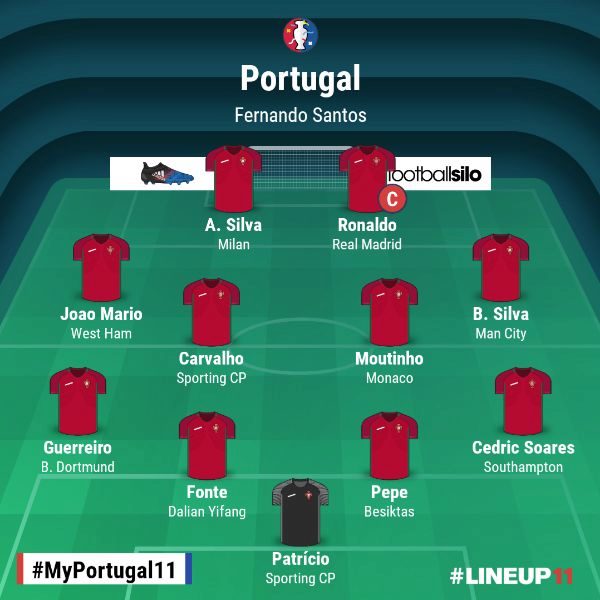 Portugal
Fernando Santos
footballsilo
C
A. Silva
Milan
Ronaldo
Real Madrid
Joao Mario
West Ham
B. Silva
Man City
Carvalho
Sporting CP
Moutinho
Monaco
Guerreiro
B. Dortmund
Cedric Soares
Southampton
Fonte
Dalian Yifang
Pepe
Besiktas
Patrício
Sporting CP
#MyPortugal11
#LINEUP11